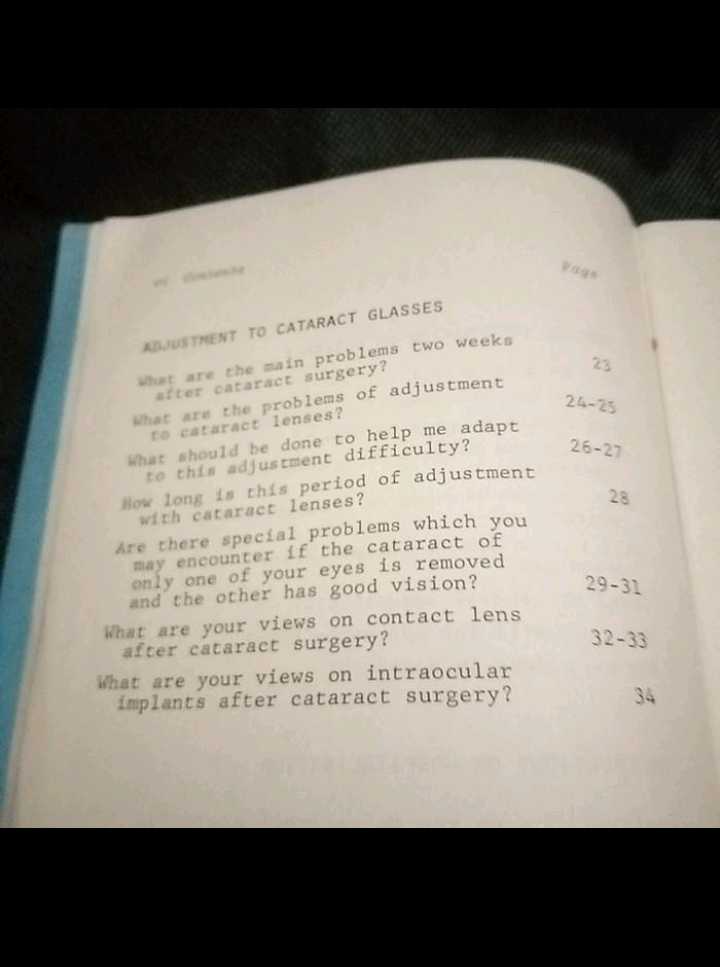 vi Contents
Page
ADJUSTMENT TO CATARACT GLASSES
What are the main problems two weeks
after cataract surgery? 23
What are the problems of adjustment
to cataract lenses? 24-25
What should be done to help me adapt
to this adjustment difficulty? 26-27
How long is this period of adjustment
with cataract lenses? 28
Are there special problems which you
may encounter if the cataract of
only one of your eyes is removed
and the other has good vision? 29-31
What are your views on contact lens
after cataract surgery? 32-33
What are your views on intraocular
implants after cataract surgery? 34